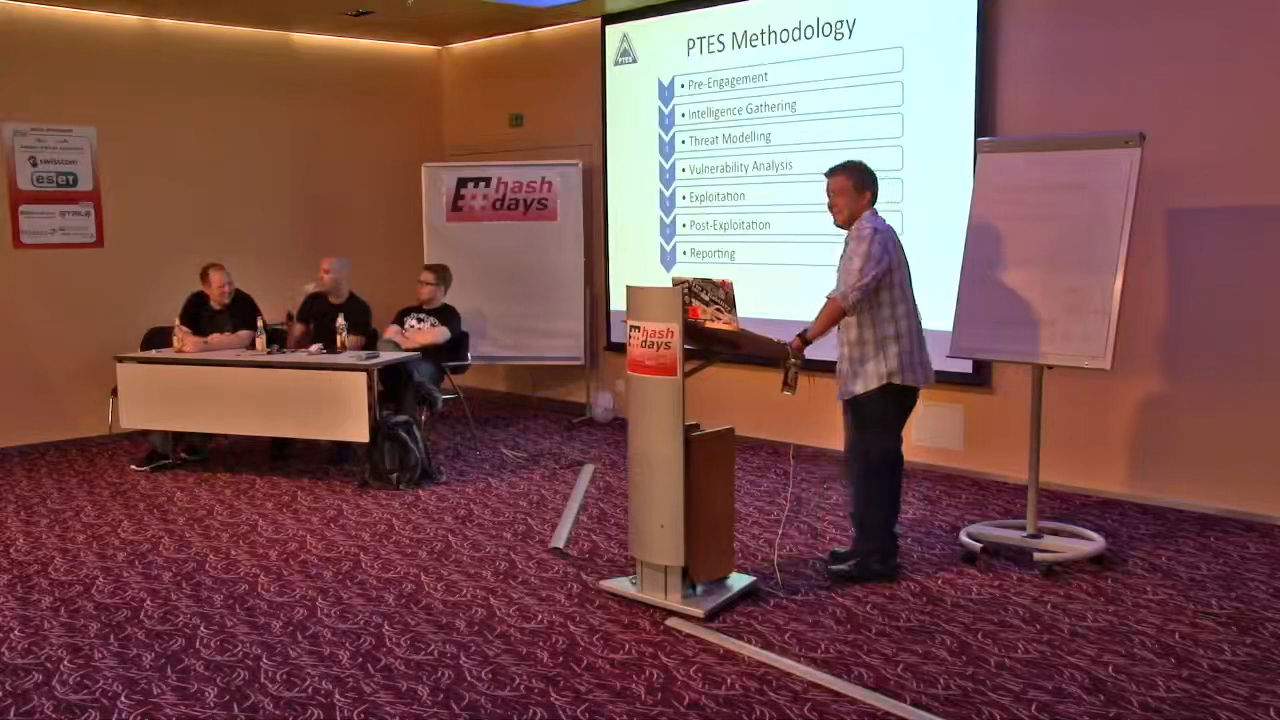 PTES Methodology
PTES
• Pre-Engagement
• Intelligence Gathering
• Threat Modelling
• Vulnerability Analysis
• Exploitation
• Post-Exploitation
• Reporting
swisscom
eset
#hash
days
#hash
days